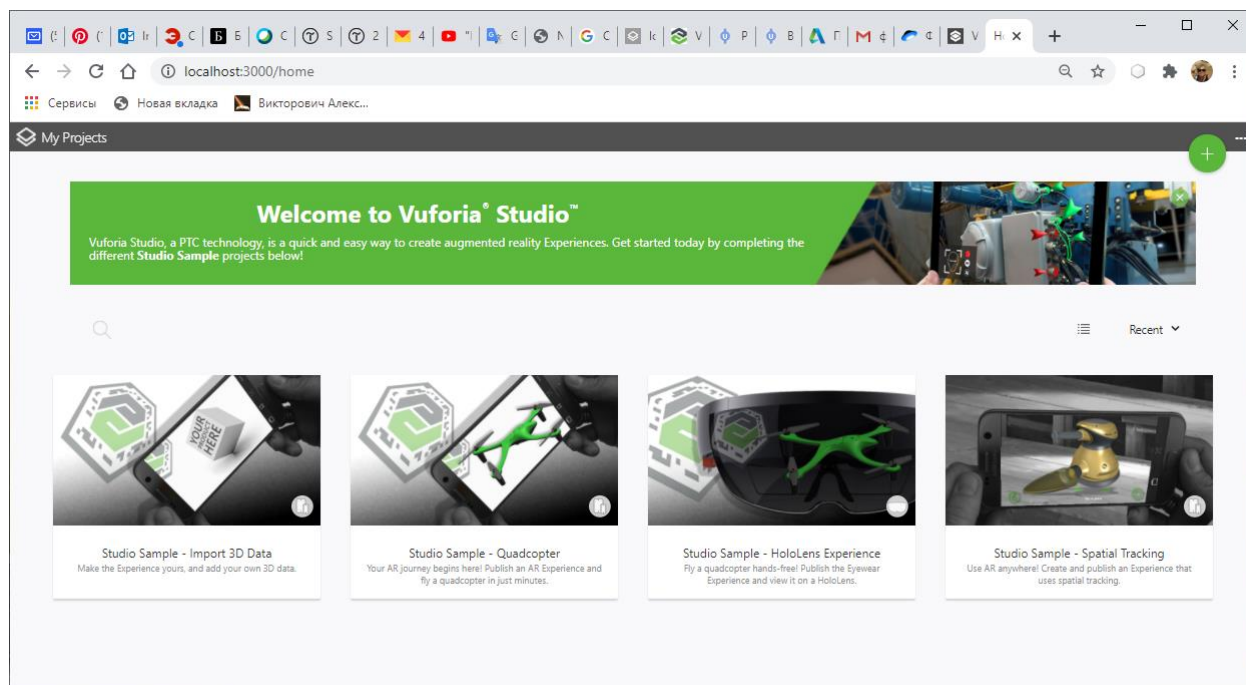 localhost:3000/home
Сервисы Новая вкладка Викторович Алекс...
My Projects
Welcome to Vuforia® Studio™
Vuforia Studio, a PTC technology, is a quick and easy way to create augmented reality Experiences. Get started today by completing the
different Studio Sample projects below!
Recent
YOUR
PRODUCT
HERE
Studio Sample - Import 3D Data
Make the Experience yours, and add your own 3D data.
Studio Sample - Quadcopter
Your AR journey begins here! Publish an AR Experience and
fly a quadcopter in just minutes.
Studio Sample - HoloLens Experience
Fly a quadcopter hands-free! Publish the Eyewear
Experience and view it on a HoloLens.
Studio Sample - Spatial Tracking
Use AR anywhere! Create and publish an Experience that
uses spatial tracking.